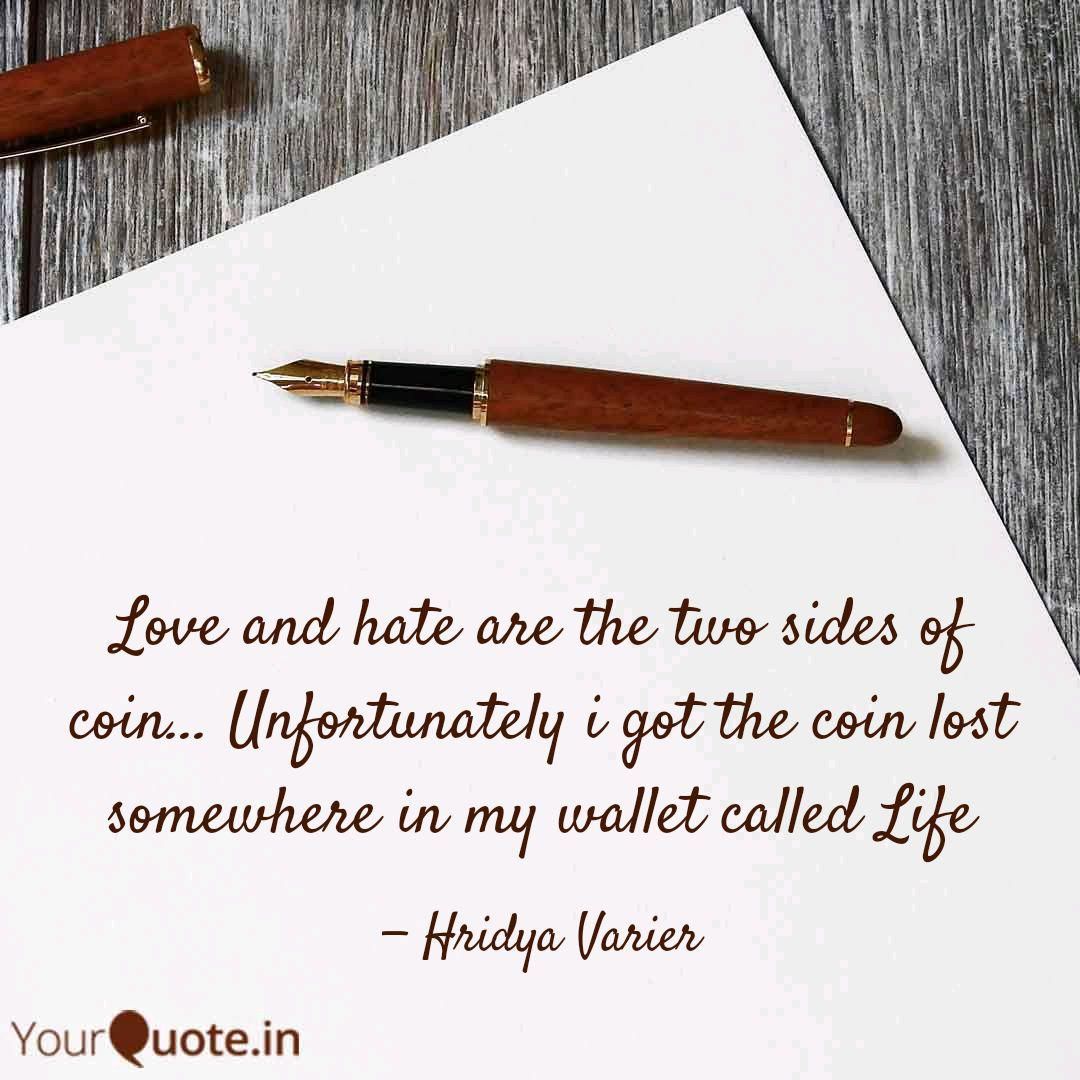 Love and hate are the two sides of
coin... Unfortunately i got the coin lost
somewhere in my wallet called Life
– Hridya Varier
YourQuote.in